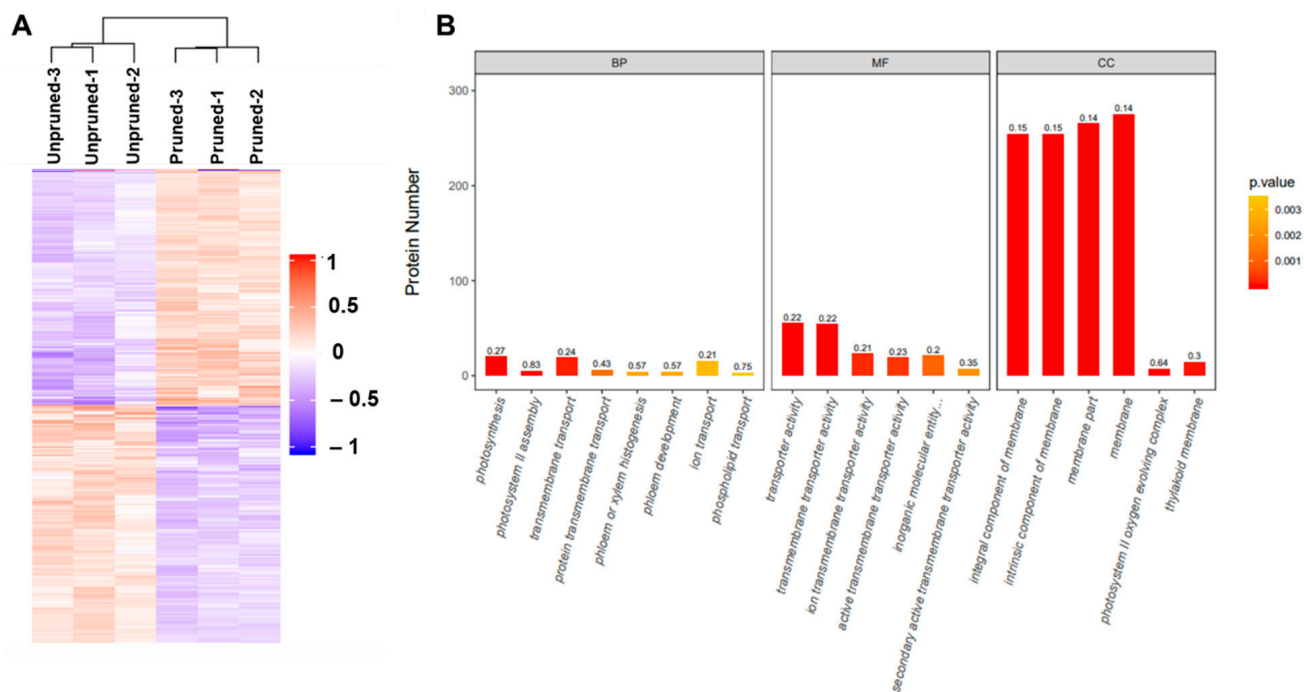 A
Unpruned-3
Unpruned-1
Unpruned-2
Pruned-3
Pruned-1
Pruned-2
1
0.5
0
– 0.5
– 1
B
BP
MF
CC
Protein Number
300
200
100
0
0.27
0.83
0.24
0.43
0.57
0.57
0.21
0.75
0.22
0.22
0.21
0.23
0.2
0.35
0.15
0.15
0.14
0.14
0.64
0.3
photosynthesis
photosystem II assembly
transmembrane transport
protein transmembrane transport
phloem or xylem histogenesis
phloem development
ion transport
phospholipid transport
transporter activity
transmembrane transporter activity
ion transmembrane transporter activity
active transmembrane transporter activity
inorganic molecular entity...
secondary active transmembrane transporter activity
integral component of membrane
intrinsic component of membrane
membrane part
membrane
photosystem II oxygen evolving complex
thylakoid membrane
p.value
0.003
0.002
0.001